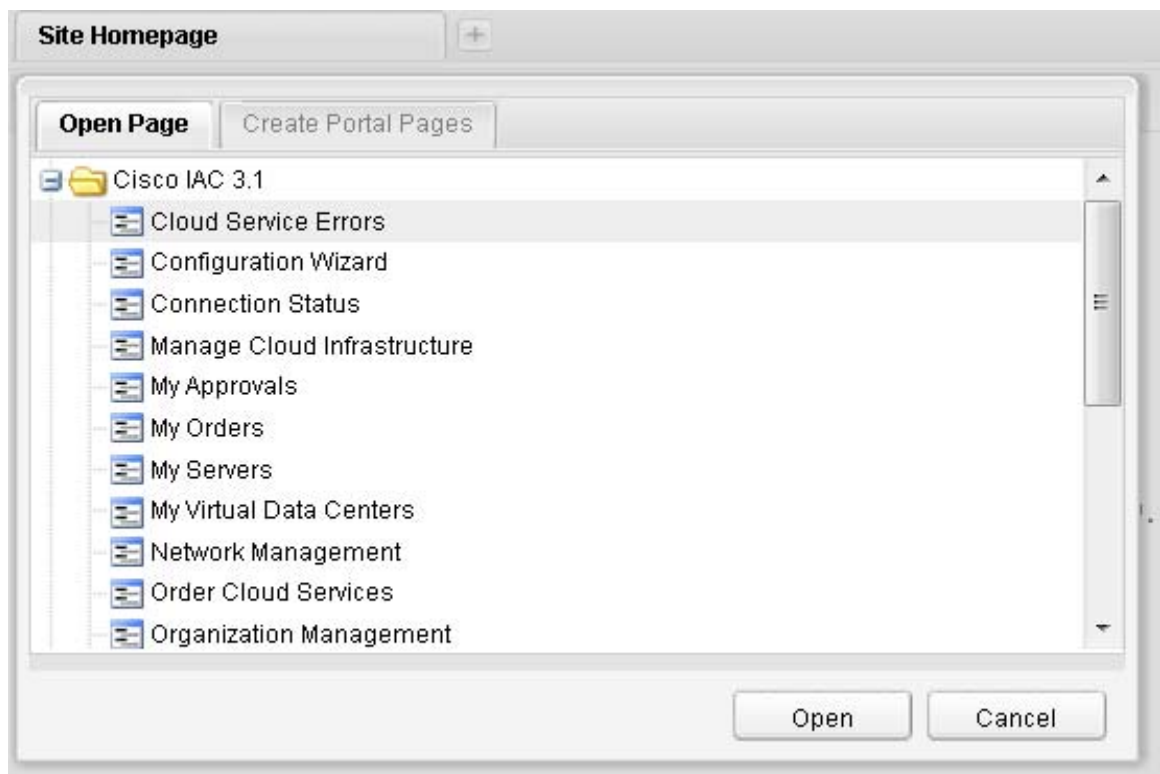 Site Homepage
Open Page
Create Portal Pages
Cisco IAC 3.1
Cloud Service Errors
Configuration Wizard
Connection Status
Manage Cloud Infrastructure
My Approvals
My Orders
My Servers
My Virtual Data Centers
Network Management
Order Cloud Services
Organization Management
Open
Cancel